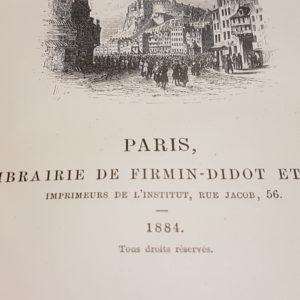 PARIS,
IBRAIRIE DE FIRMIN-DIDOT ET
IMPRIMEURS DE L'INSTITUT, RUE JACOB, 56.
—
1884.
Tous droits réservés.